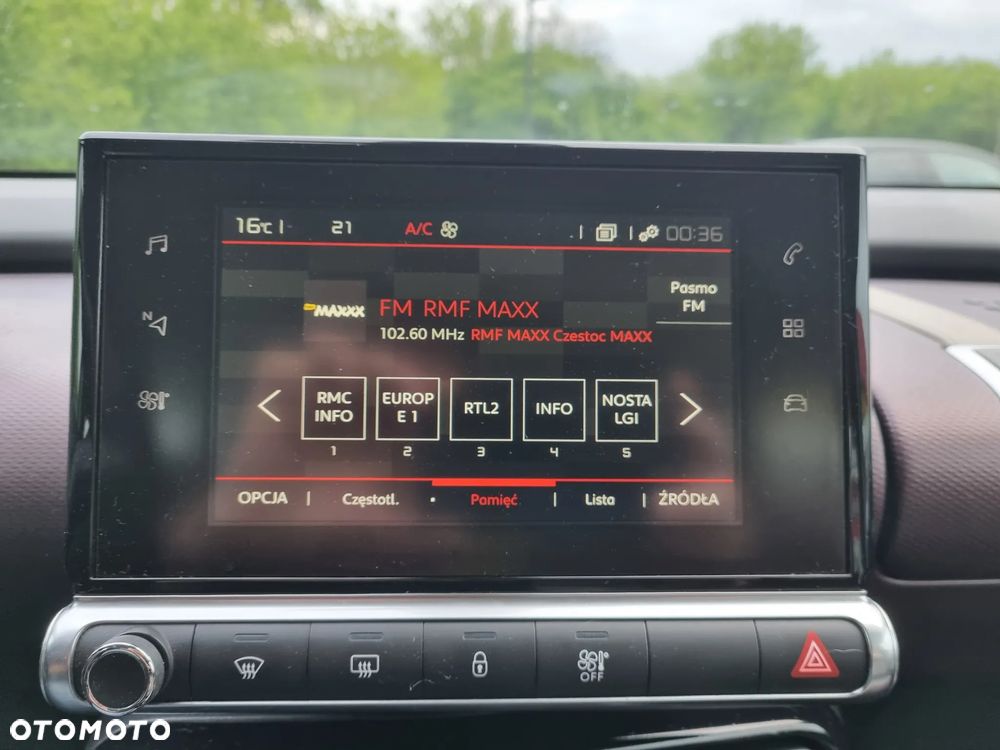 16°C 21 A/C 00:36
N
Pasmo
FM
MAXXX FM RMF MAXX
102.60 MHz RMF MAXX Czestoc MAXX
RMC
INFO
EUROP
E 1
RTL2
INFO
NOSTA
LGI
1 2 3 4 5
OPCJA Częstotl. Pamięć Lista ŹRÓDŁA
OFF
OTOMOTO